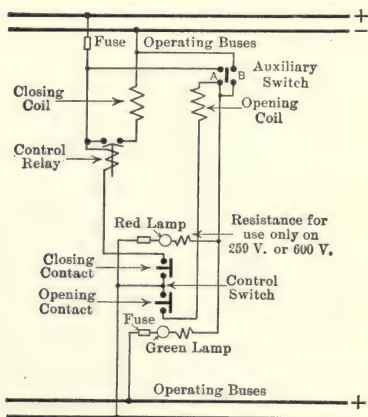 +
−
Fuse
Operating Buses
A
B
Auxiliary
Switch
Closing
Coil
Opening
Coil
Control
Relay
Red Lamp
Resistance for
use only on
250 V. or 600 V.
Closing
Contact
Control
Switch
Opening
Contact
Fuse
Green Lamp
Operating Buses
+